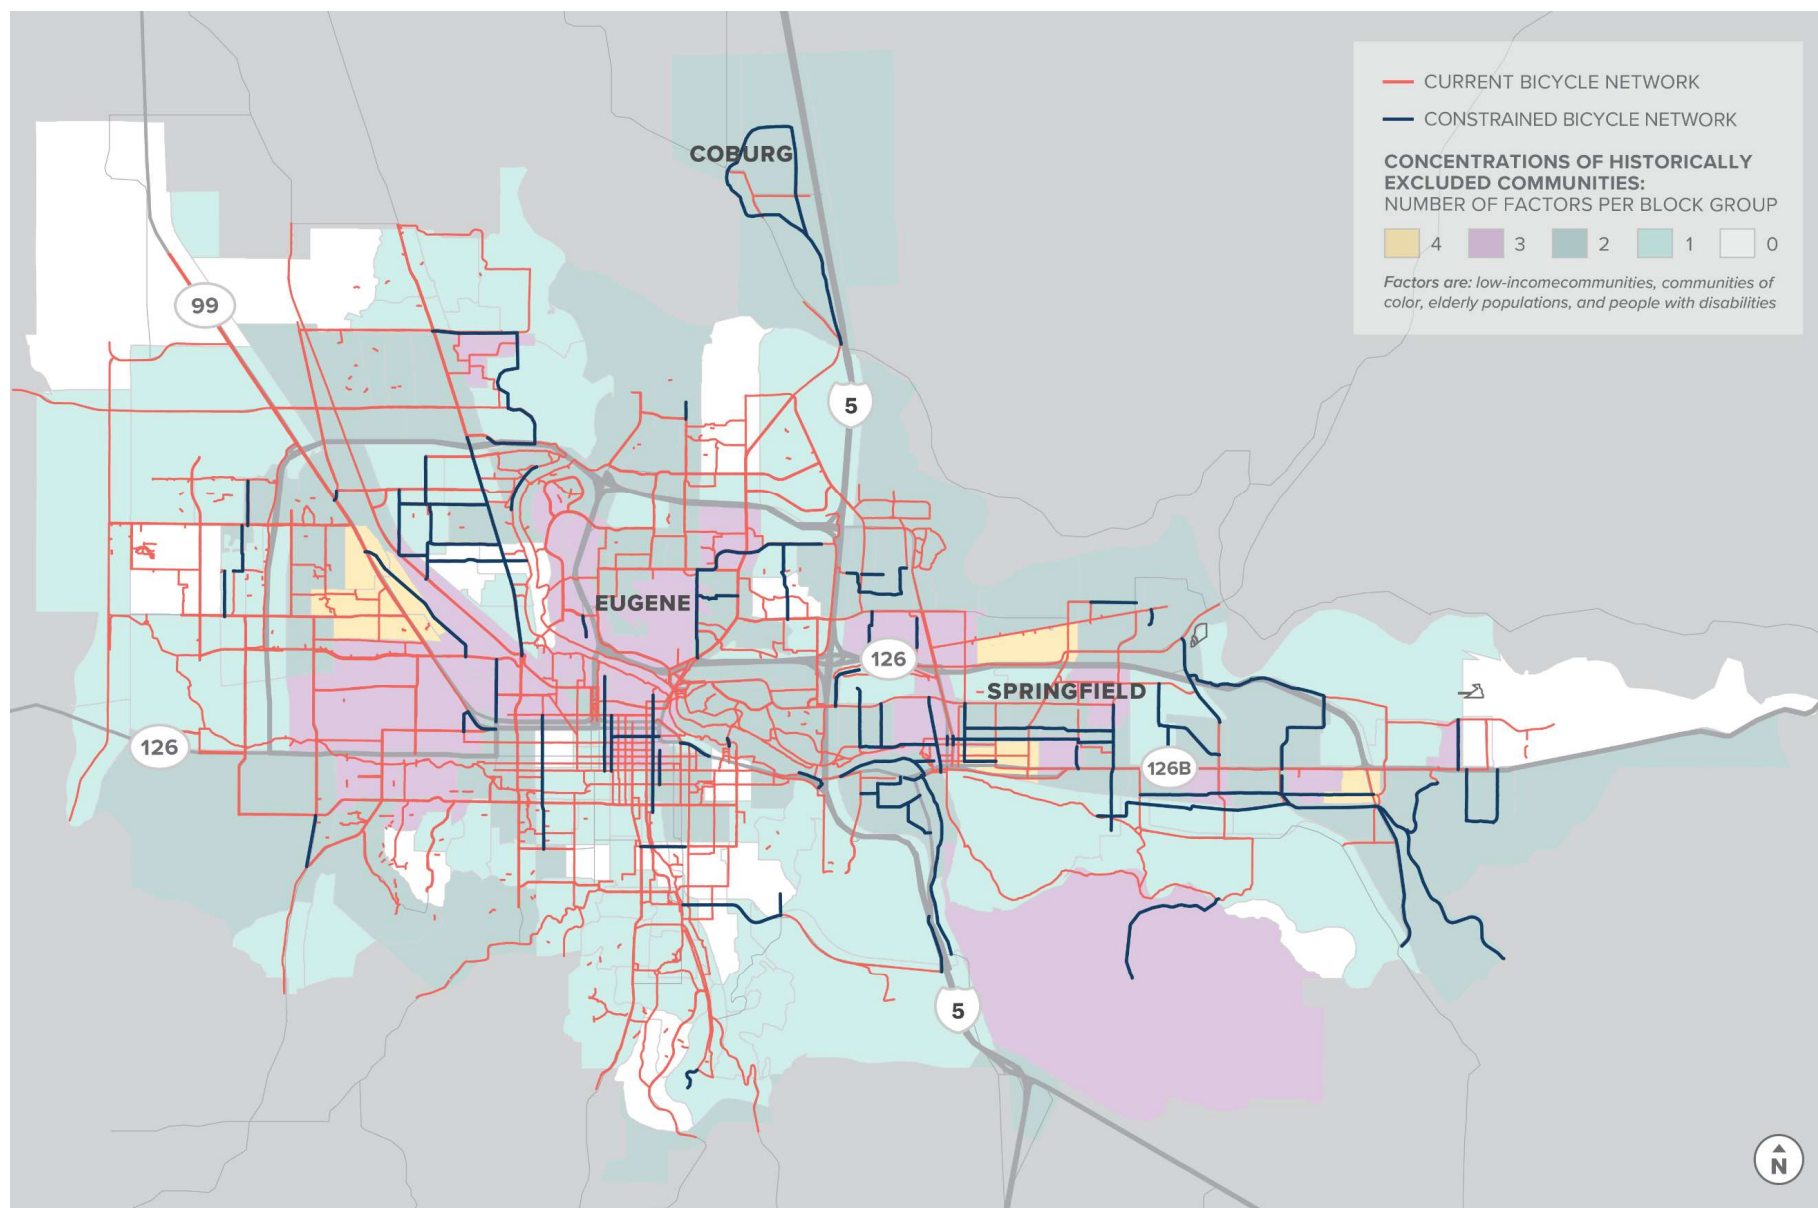 CURRENT BICYCLE NETWORK
CONSTRAINED BICYCLE NETWORK
CONCENTRATIONS OF HISTORICALLY
EXCLUDED COMMUNITIES:
NUMBER OF FACTORS PER BLOCK GROUP
4 3 2 1 0
Factors are: low-incomecommunities, communities of
color, elderly populations, and people with disabilities
COBURG
99
5
EUGENE
126
SPRINGFIELD
126
126B
5
N